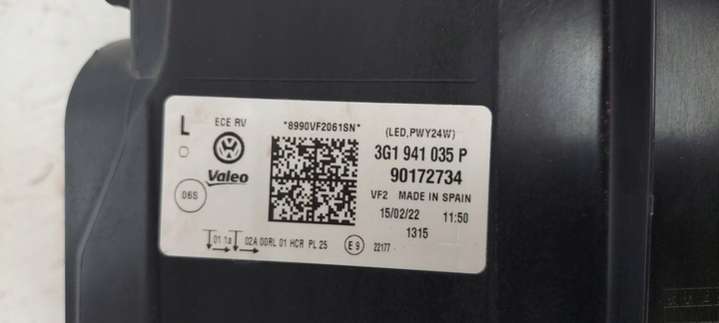 L ECE RV *8990VF2061SN* (LED,PWY24W)
3G1 941 035 P
Valeo 90172734
06S VF2 MADE IN SPAIN
15/02/22 11:50
1315
01 1a 02A 00RL 01 HCR PL 25 E9 22177